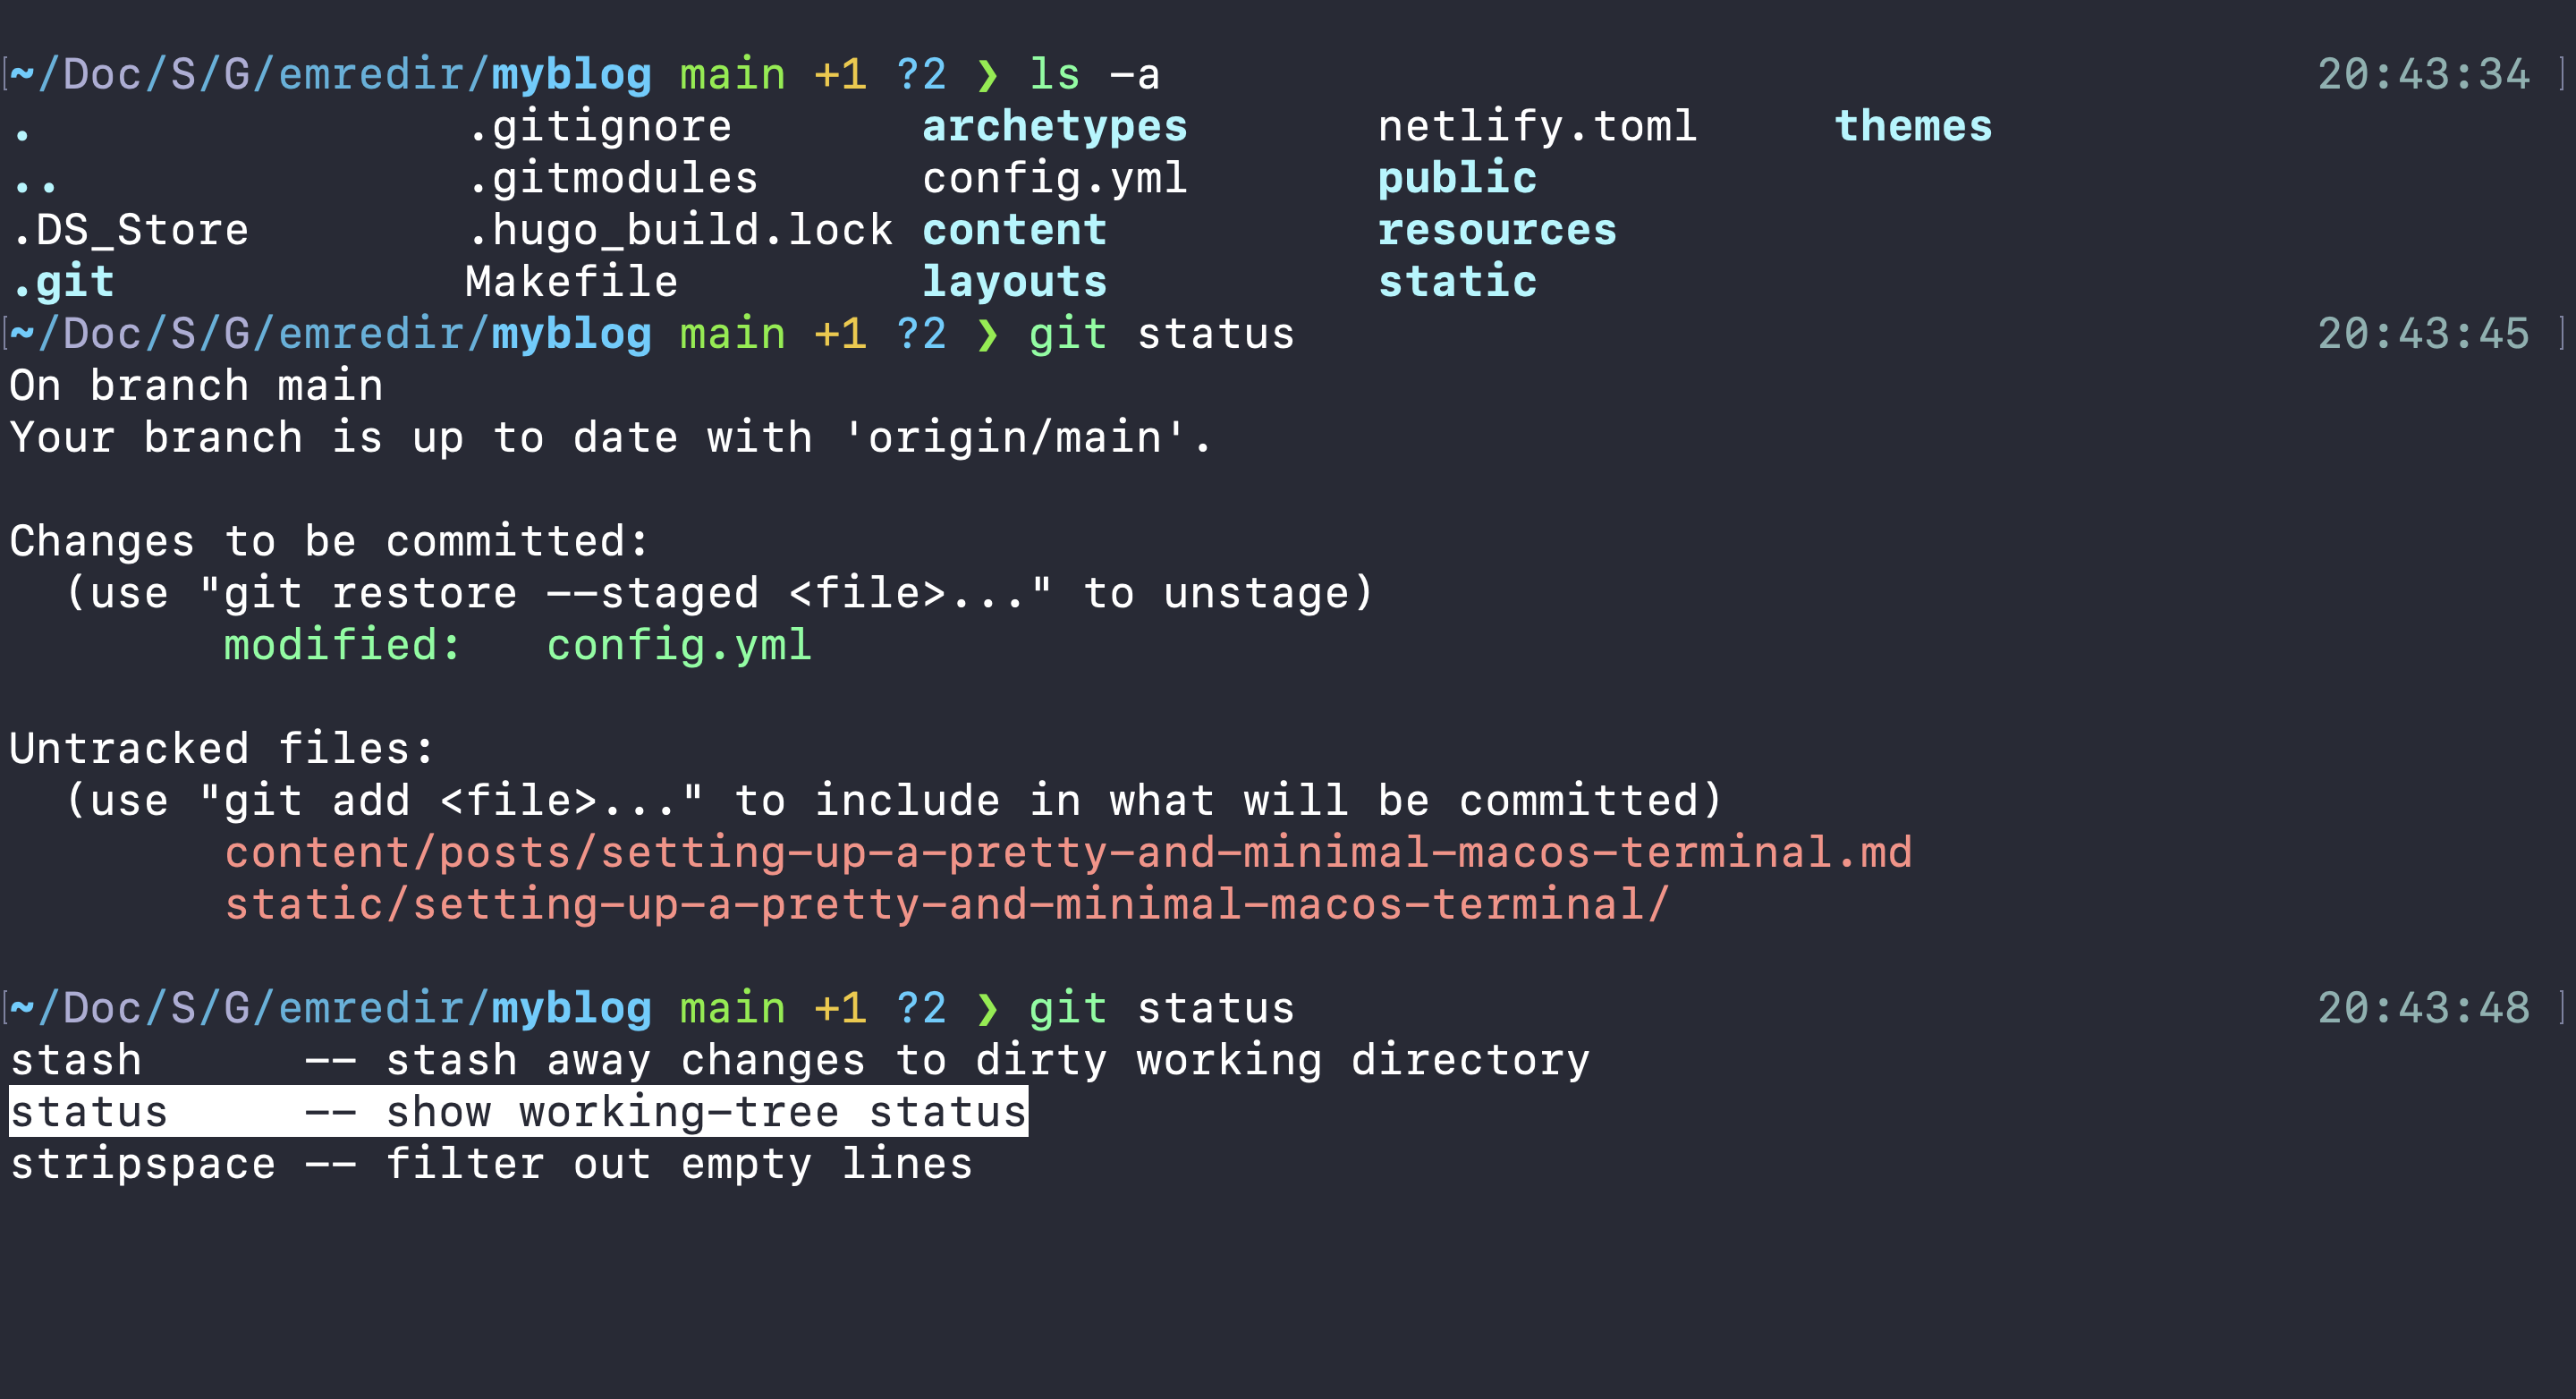 ~/Doc/S/G/emredir/myblog main +1 ?2 ❯ ls -a 20:43:34
. .gitignore archetypes netlify.toml themes
.. .gitmodules config.yml public
.DS_Store .hugo_build.lock content resources
.git Makefile layouts static
~/Doc/S/G/emredir/myblog main +1 ?2 ❯ git status 20:43:45
On branch main
Your branch is up to date with 'origin/main'.
Changes to be committed:
(use "git restore --staged <file>..." to unstage)
modified: config.yml
Untracked files:
(use "git add <file>..." to include in what will be committed)
content/posts/setting-up-a-pretty-and-minimal-macos-terminal.md
static/setting-up-a-pretty-and-minimal-macos-terminal/
~/Doc/S/G/emredir/myblog main +1 ?2 ❯ git status 20:43:48
stash -- stash away changes to dirty working directory
status -- show working-tree status
stripspace -- filter out empty lines